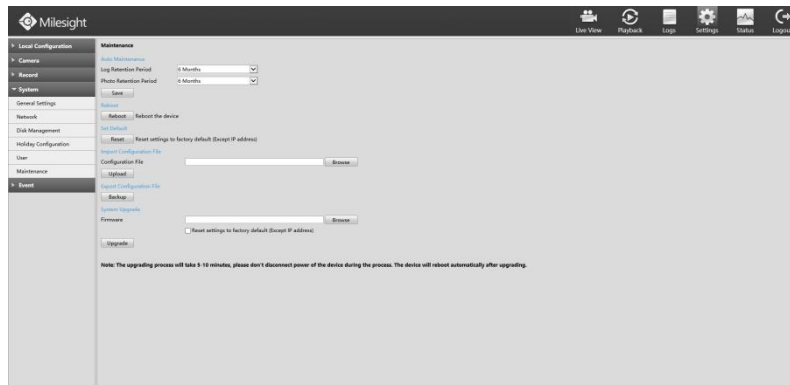 Milesight
Live View Playback Logs Settings Status Logout
Local Configuration
Camera
Record
System
General Settings
Network
Disk Management
Holiday Configuration
User
Maintenance
Event
Maintenance
Auto Maintenance
Log Retention Period 6 Months
Photo Retention Period 6 Months
Save
Reboot
Reboot Reboot the device
Set Default
Reset Reset settings to factory default (Except IP address)
Import Configuration File
Configuration File Browse
Upload
Export Configuration File
Backup
System Upgrade
Firmware Browse
Reset settings to factory default (Except IP address)
Upgrade
Note: The upgrading process will take 5-10 minutes, please don't disconnect power of the device during the process. The device will reboot automatically after upgrading.